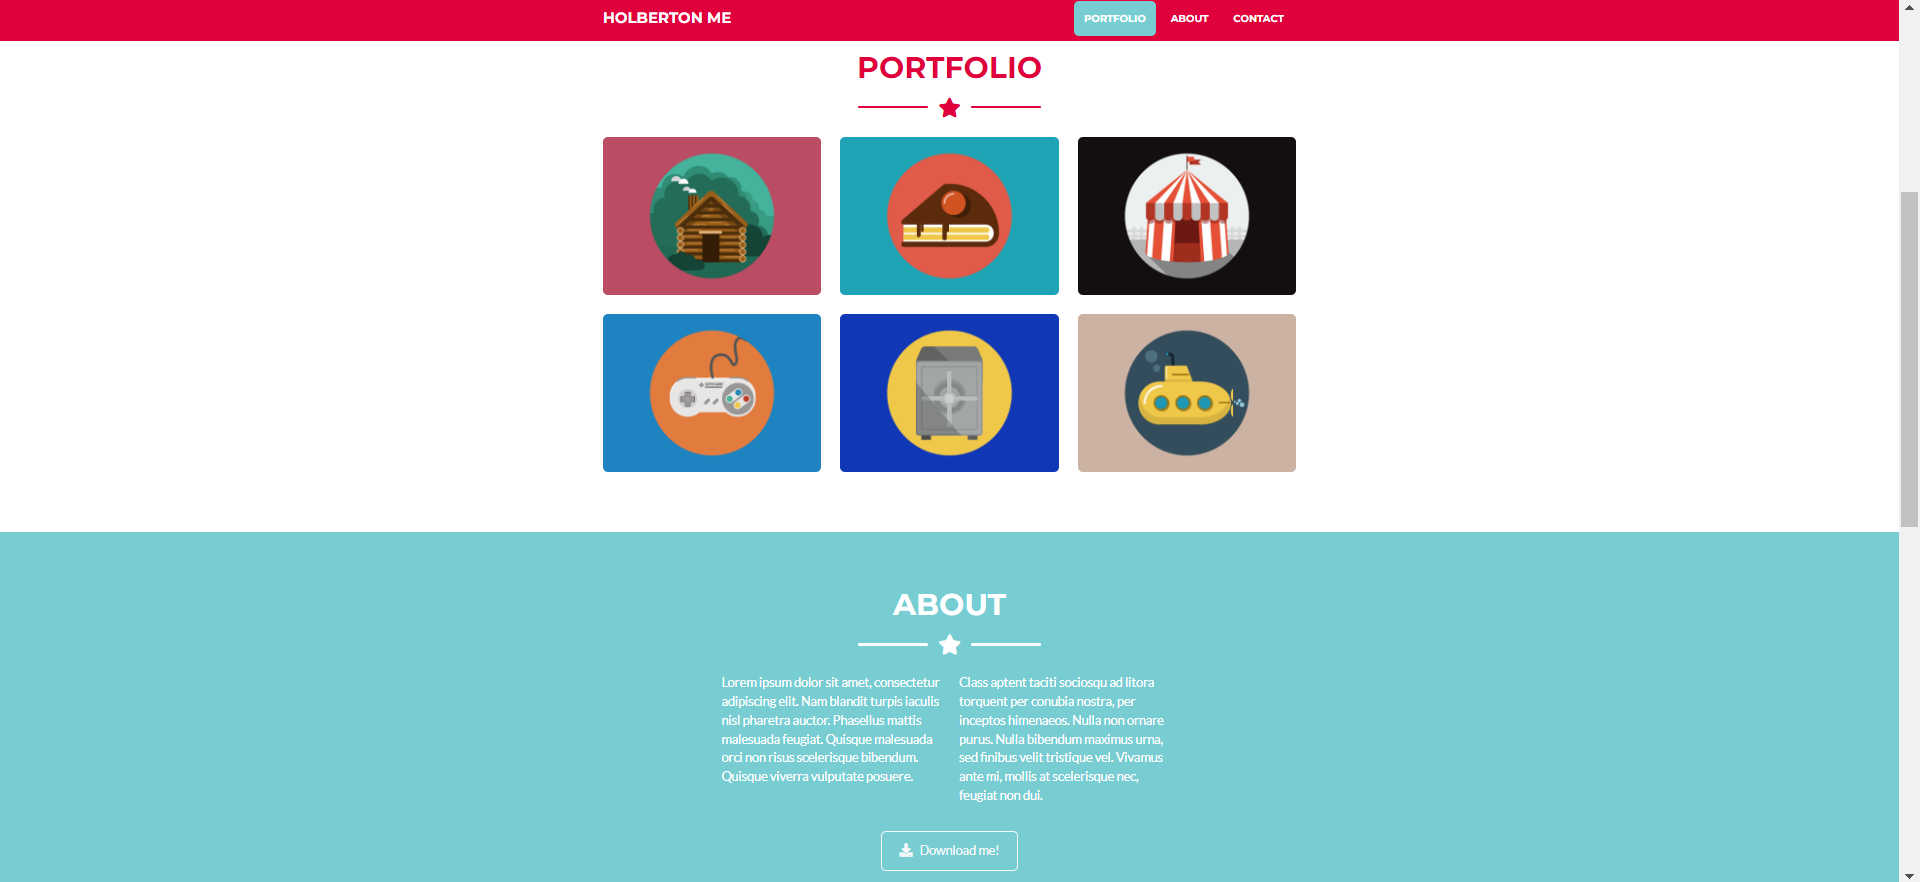 HOLBERTON ME
PORTFOLIO
ABOUT
CONTACT
PORTFOLIO
ABOUT
Lorem ipsum dolor sit amet, consectetur
adipiscing elit. Nam blandit turpis iaculis
nisl pharetra auctor. Phasellus mattis
malesuada feugiat. Quisque malesuada
orci non risus scelerisque bibendum.
Quisque viverra vulputate posuere.
Class aptent taciti sociosqu ad litora
torquent per conubia nostra, per
inceptos himenaeos. Nulla non ornare
purus. Nulla bibendum maximus urna,
sed finibus velit tristique vel. Vivamus
ante mi, mollis at scelerisque nec,
feugiat non dui.
Download me!